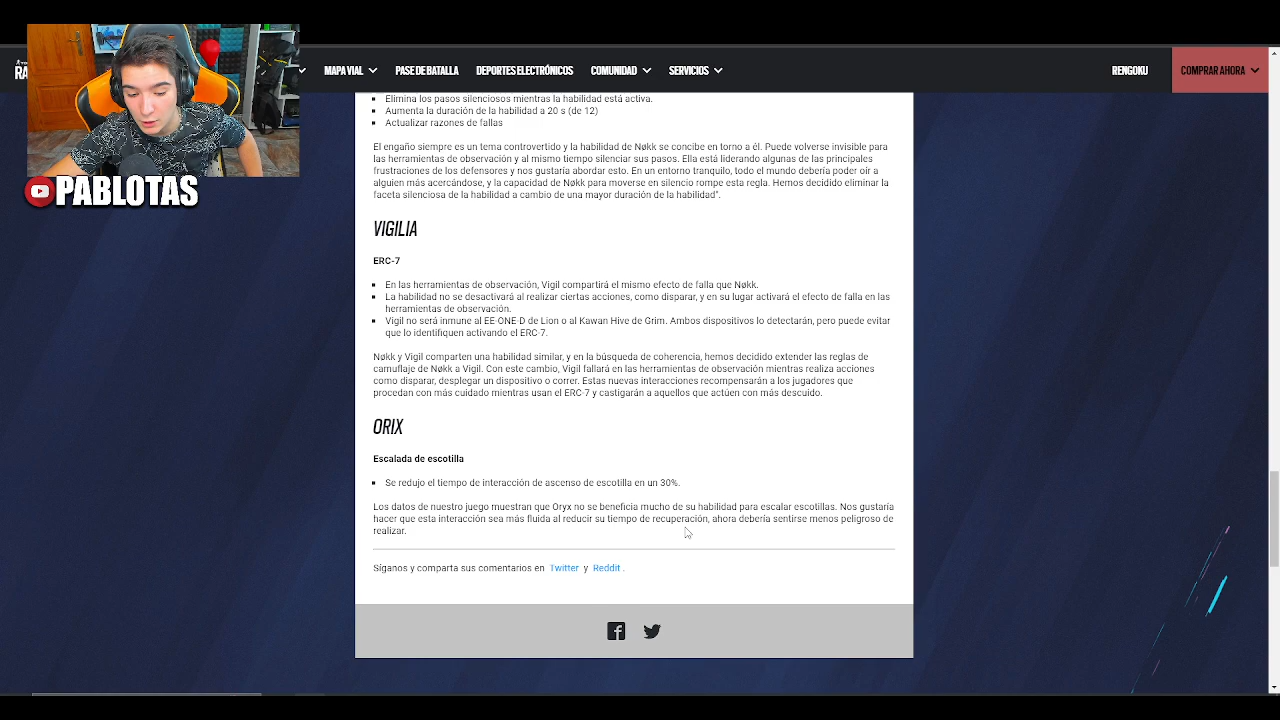 RA
MAPA VIAL
PASE DE BATALLA
DEPORTES ELECTRÓNICOS
COMUNIDAD
SERVICIOS
RENGOKU
COMPRAR AHORA
PABLOTAS
Elimina los pasos silenciosos mientras la habilidad está activa.
Aumenta la duración de la habilidad a 20 s (de 12)
Actualizar razones de fallas
El engaño siempre es un tema controvertido y la habilidad de Nøkk se concibe en torno a él. Puede volverse invisible para
las herramientas de observación y al mismo tiempo silenciar sus pasos. Ella está liderando algunas de las principales
frustraciones de los defensores y nos gustaría abordar esto. En un entorno tranquilo, todo el mundo debería poder oír a
alguien más acercándose, y la capacidad de Nøkk para moverse en silencio rompe esta regla. Hemos decidido eliminar la
faceta silenciosa de la habilidad a cambio de una mayor duración de la habilidad".
VIGILIA
ERC-7
En las herramientas de observación, Vigil compartirá el mismo efecto de falla que Nøkk.
La habilidad no se desactivará al realizar ciertas acciones, como disparar, y en su lugar activará el efecto de falla en las
herramientas de observación.
Vigil no será inmune al EE-ONE-D de Lion o al Kawan Hive de Grim. Ambos dispositivos lo detectarán, pero puede evitar
que lo identifiquen activando el ERC-7.
Nøkk y Vigil comparten una habilidad similar, y en la búsqueda de coherencia, hemos decidido extender las reglas de
camuflaje de Nøkk a Vigil. Con este cambio, Vigil fallará en las herramientas de observación mientras realiza acciones
como disparar, desplegar un dispositivo o correr. Estas nuevas interacciones recompensarán a los jugadores que
procedan con más cuidado mientras usan el ERC-7 y castigarán a aquellos que actúen con más descuido.
ORIX
Escalada de escotilla
Se redujo el tiempo de interacción de ascenso de escotilla en un 30%.
Los datos de nuestro juego muestran que Oryx no se beneficia mucho de su habilidad para escalar escotillas. Nos gustaría
hacer que esta interacción sea más fluida al reducir su tiempo de recuperación, ahora debería sentirse menos peligroso de
realizar.
Síganos y comparta sus comentarios en Twitter y Reddit .